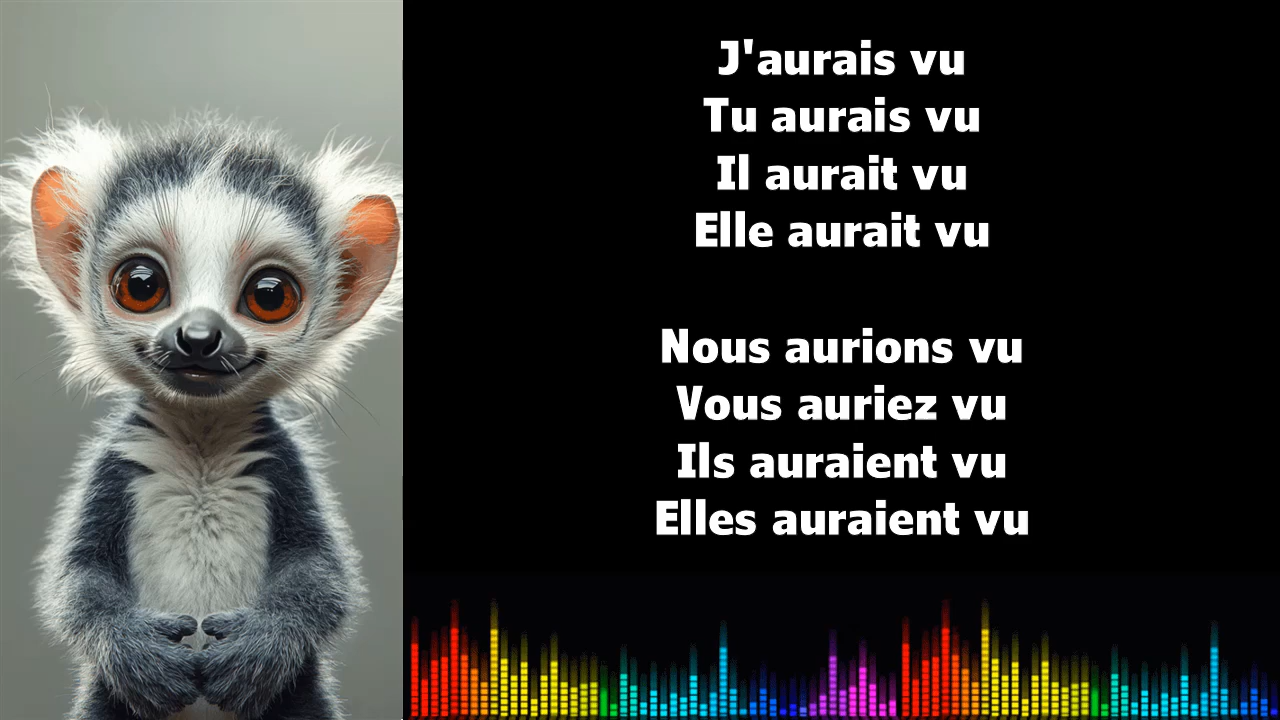 J'aurais vu
Tu aurais vu
Il aurait vu
Elle aurait vu
Nous aurions vu
Vous auriez vu
Ils auraient vu
Elles auraient vu